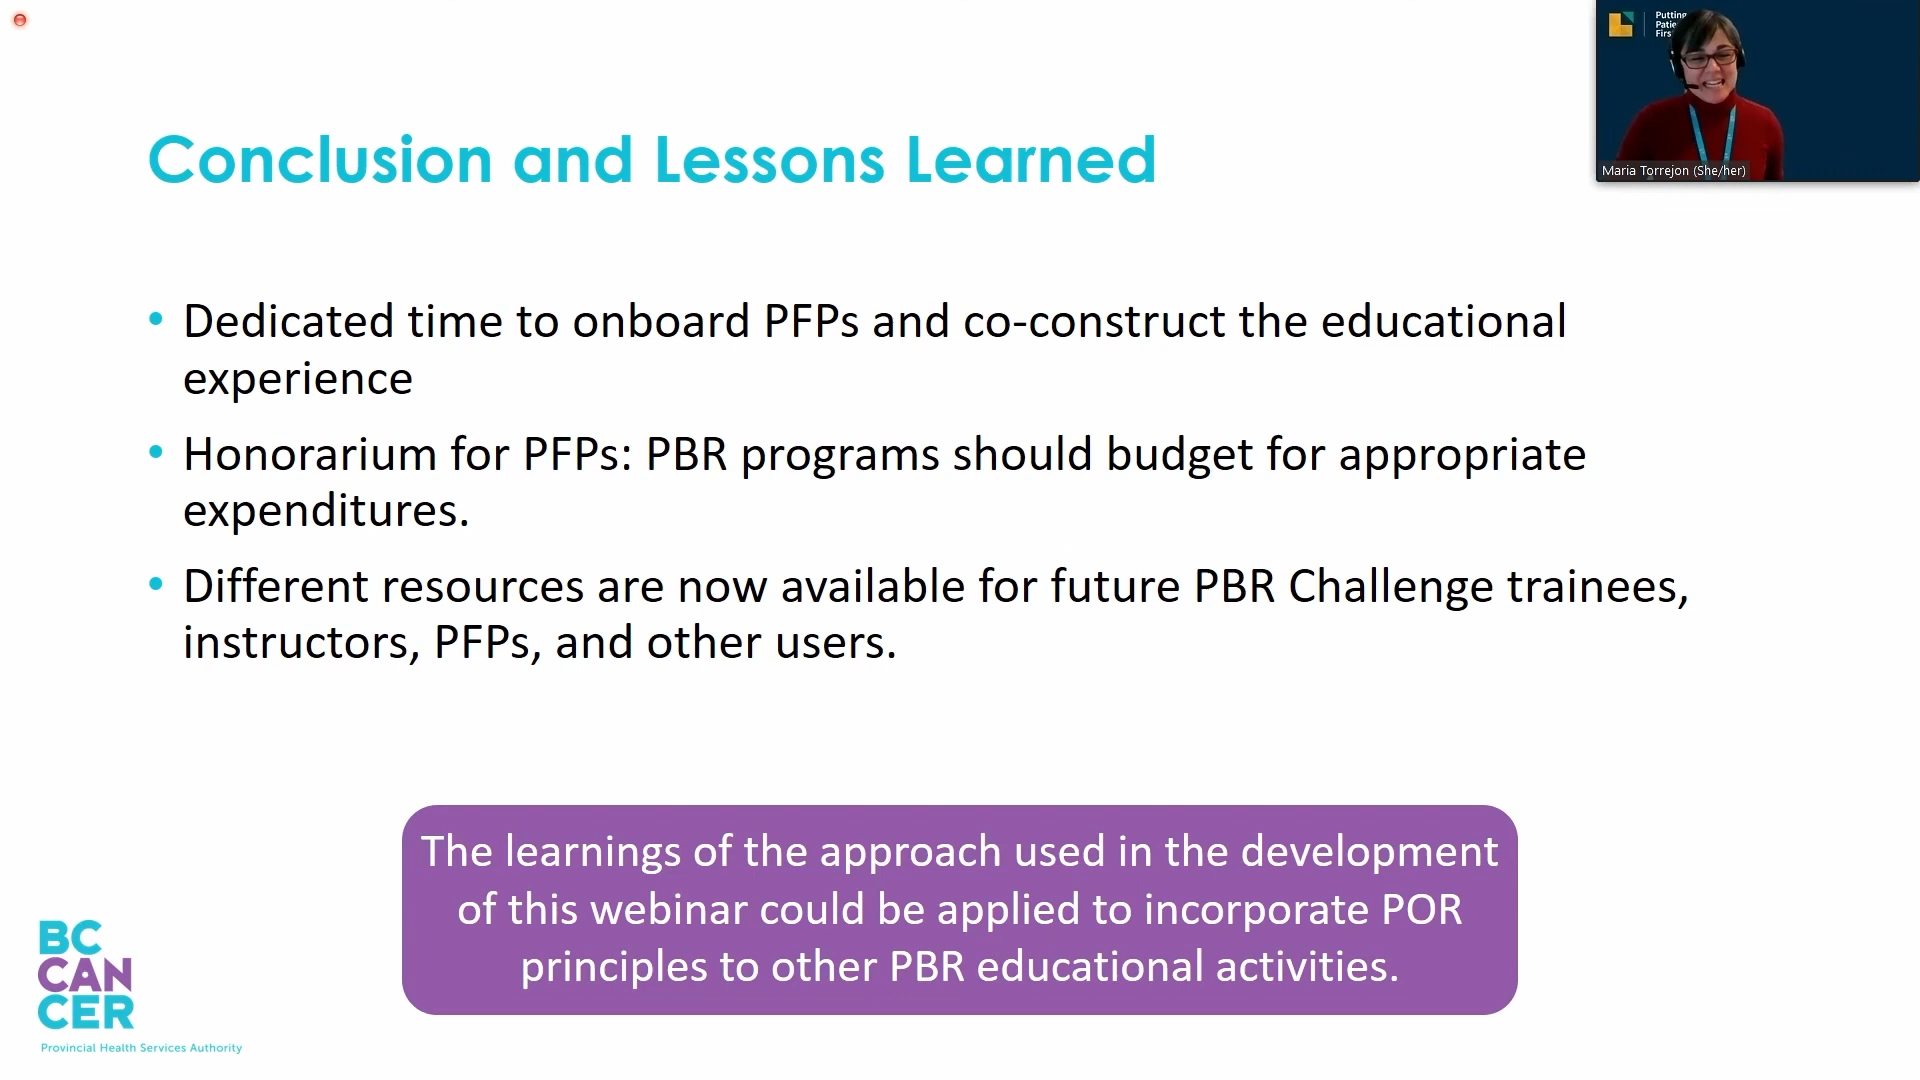 Putting
Conclusion and Lessons Learned
Maria Torrejon (She/her)
• Dedicated time to onboard PFPs and co-construct the educational
experience
• Honorarium for PFPs: PBR programs should budget for appropriate
expenditures.
• Different resources are now available for future PBR Challenge trainees,
instructors, PFPs, and other users.
The learnings of the approach used in the development
of this webinar could be applied to incorporate POR
principles to other PBR educational activities.
BC
CAN
CER
Provincial Health Services Authority